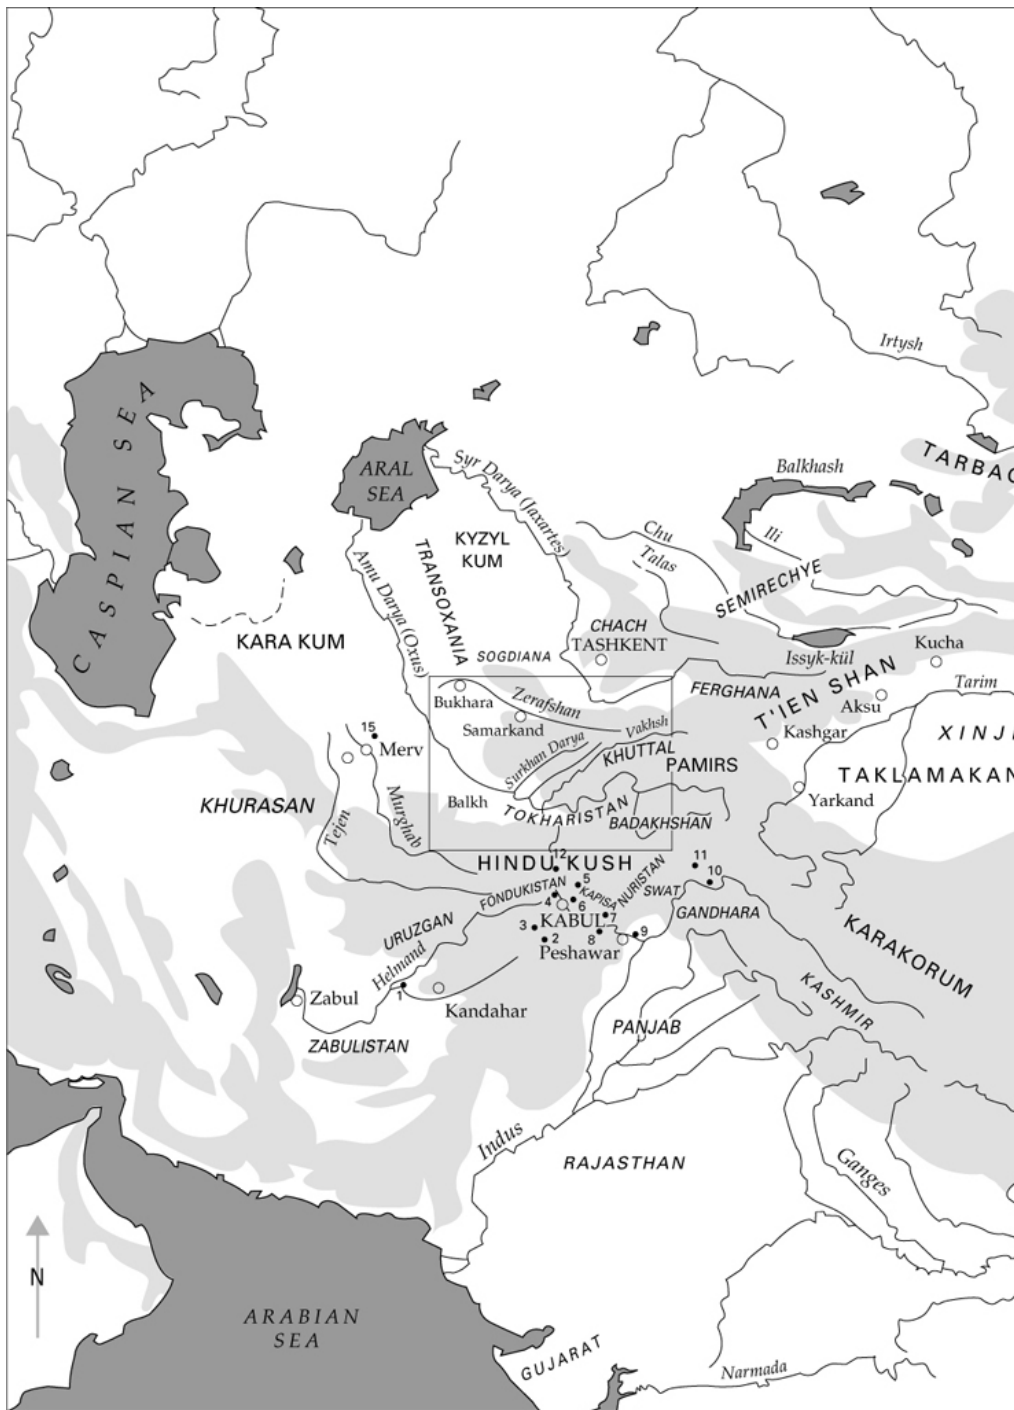 Irtysh
CASPIAN SEA
TARBAG
ARAL
SEA
Syr Darya (Jaxartes)
Balkhash
Chu
Ili
KYZYL
KUM
TRANSOXANIA
Talas
Amu Darya (Oxus)
SEMIRECHYE
CHACH
KARA KUM
TASHKENT
SOGDIANA
Issyk-kül
Kucha
FERGHANA
T'IEN SHAN
Tarim
Bukhara
Zerafshan
Aksu
Samarkand
Vakhsh
15
Kashgar
XINJI
Merv
Surkhan Darya
KHUTTAL
PAMIRS
TAKLAMAKAN
KHURASAN
Balkh
Yarkand
TOKHARISTAN
Tejen
Murghab
BADAKHSHAN
HINDU KUSH
12
11
5
10
NURISTAN
FÖNDUKISTAN
KAPISA
SWAT
4
6
GANDHARA
URUZGAN
KABUL
7
3
2
8
9
Peshawar
KARAKORUM
Helmand
1
Zabul
Kandahar
KASHMIR
PANJAB
ZABULISTAN
Indus
RAJASTHAN
Ganges
N
ARABIAN
SEA
GUJARAT
Narmada